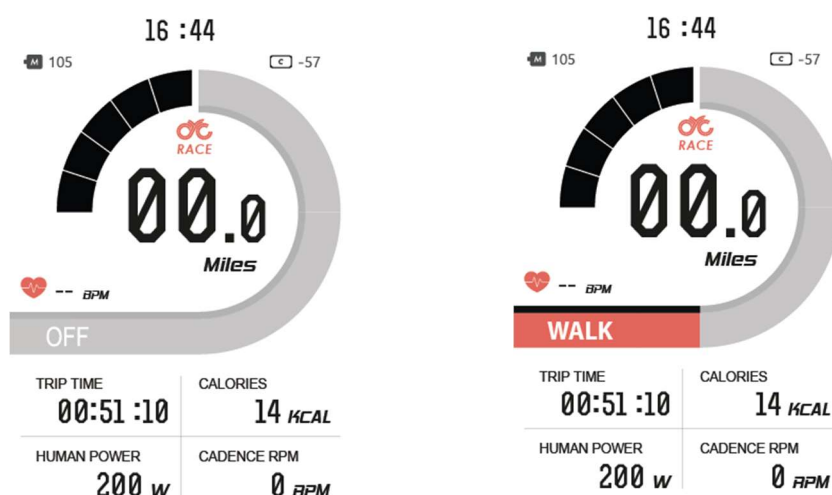 16 :44
M 105
C -57
RACE
00.0
Miles
-- BPM
OFF
TRIP TIME
CALORIES
00:51 :10
14 KCAL
HUMAN POWER
CADENCE RPM
200 W
0 RPM
16 :44
M 105
C -57
RACE
00.0
Miles
-- BPM
WALK
TRIP TIME
CALORIES
00:51 :10
14 KCAL
HUMAN POWER
CADENCE RPM
200 W
0 RPM